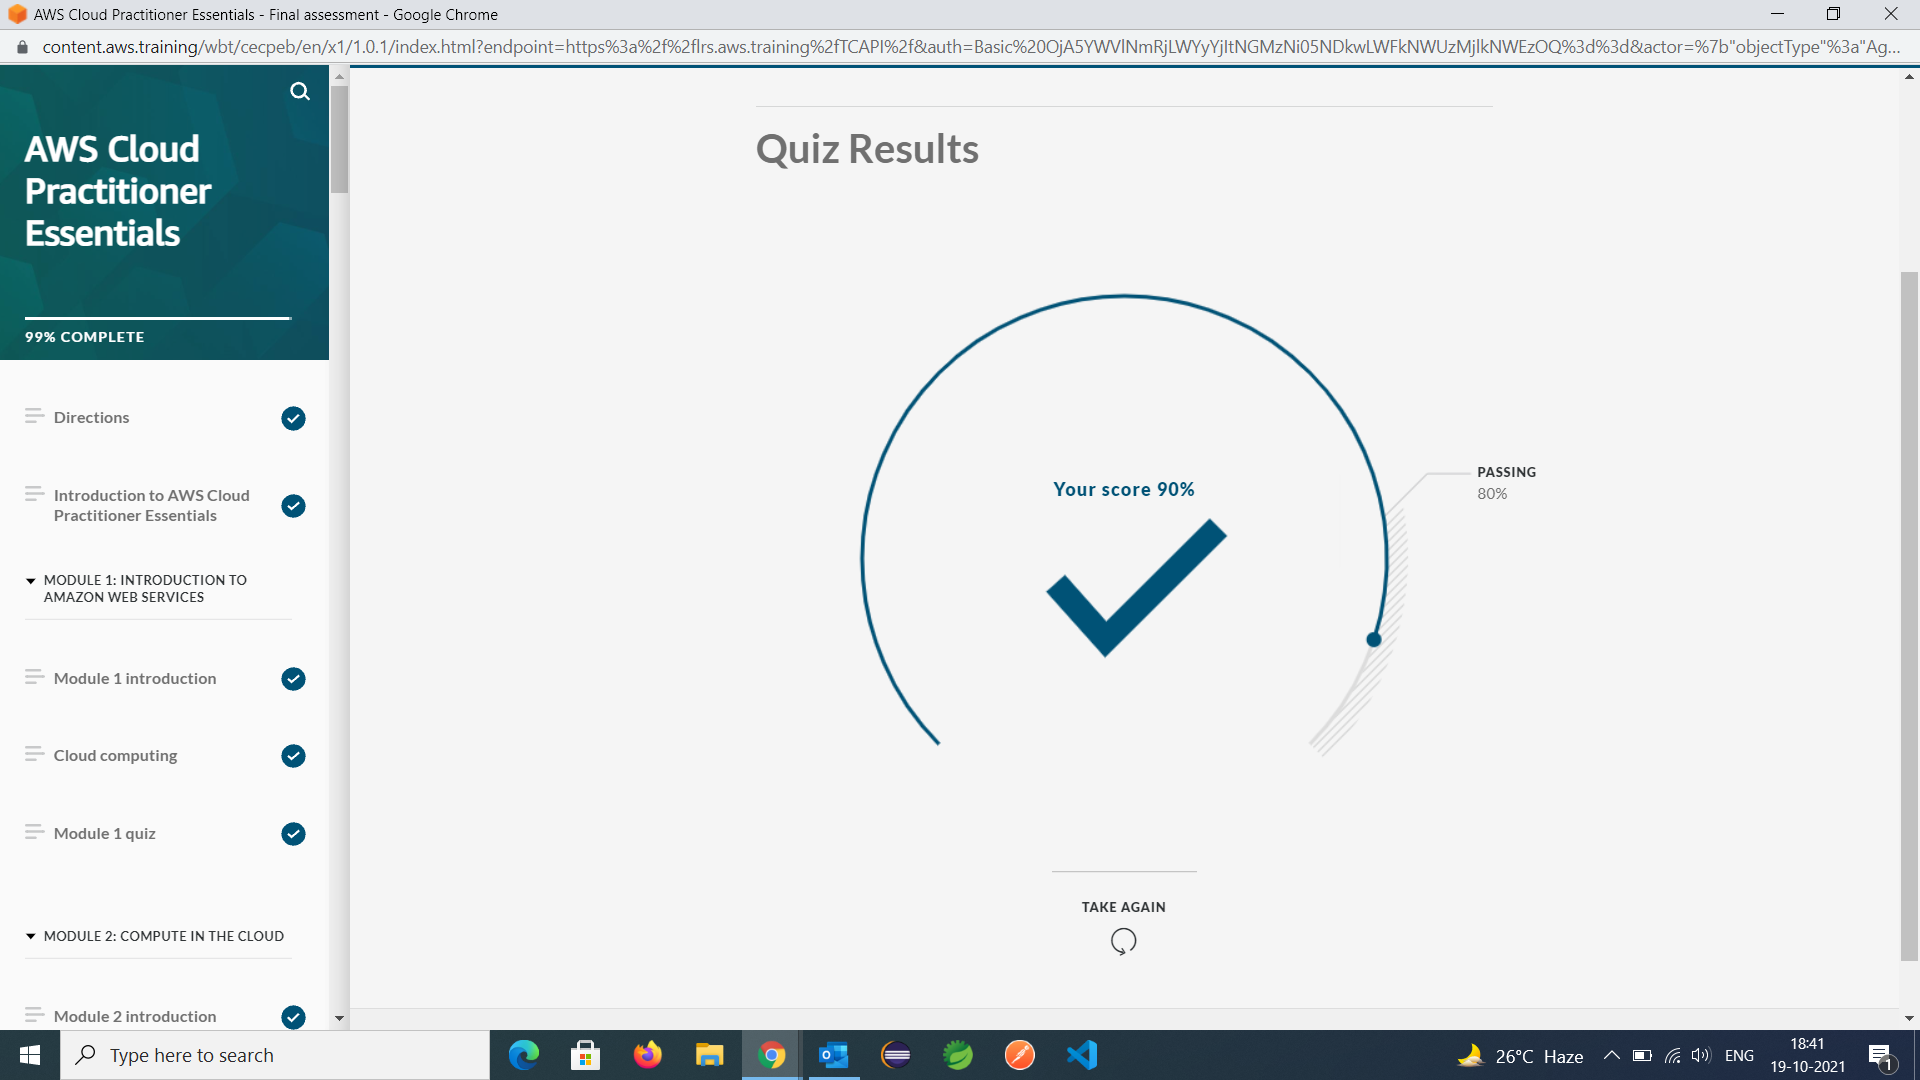 AWS Cloud Practitioner Essentials - Final assessment - Google Chrome
content.aws.training/wbt/cecpeb/en/x1/1.0.1/index.html?endpoint=https%3a%2f%2flrs.aws.training%2fTCAPI%2f&auth=Basic%20OjA5YWVlNmRjLWYyYjItNGMzNi05NDkwLWFkNWUzMjlkNWEzOQ%3d%3d&actor=%7b"objectType"%3a"Ag...
AWS Cloud
Practitioner
Essentials
99% COMPLETE
Directions
Introduction to AWS Cloud
Practitioner Essentials
MODULE 1: INTRODUCTION TO
AMAZON WEB SERVICES
Module 1 introduction
Cloud computing
Module 1 quiz
MODULE 2: COMPUTE IN THE CLOUD
Module 2 introduction
Quiz Results
Your score 90%
PASSING
80%
TAKE AGAIN
Type here to search
26°C Haze
ENG
18:41
19-10-2021
1